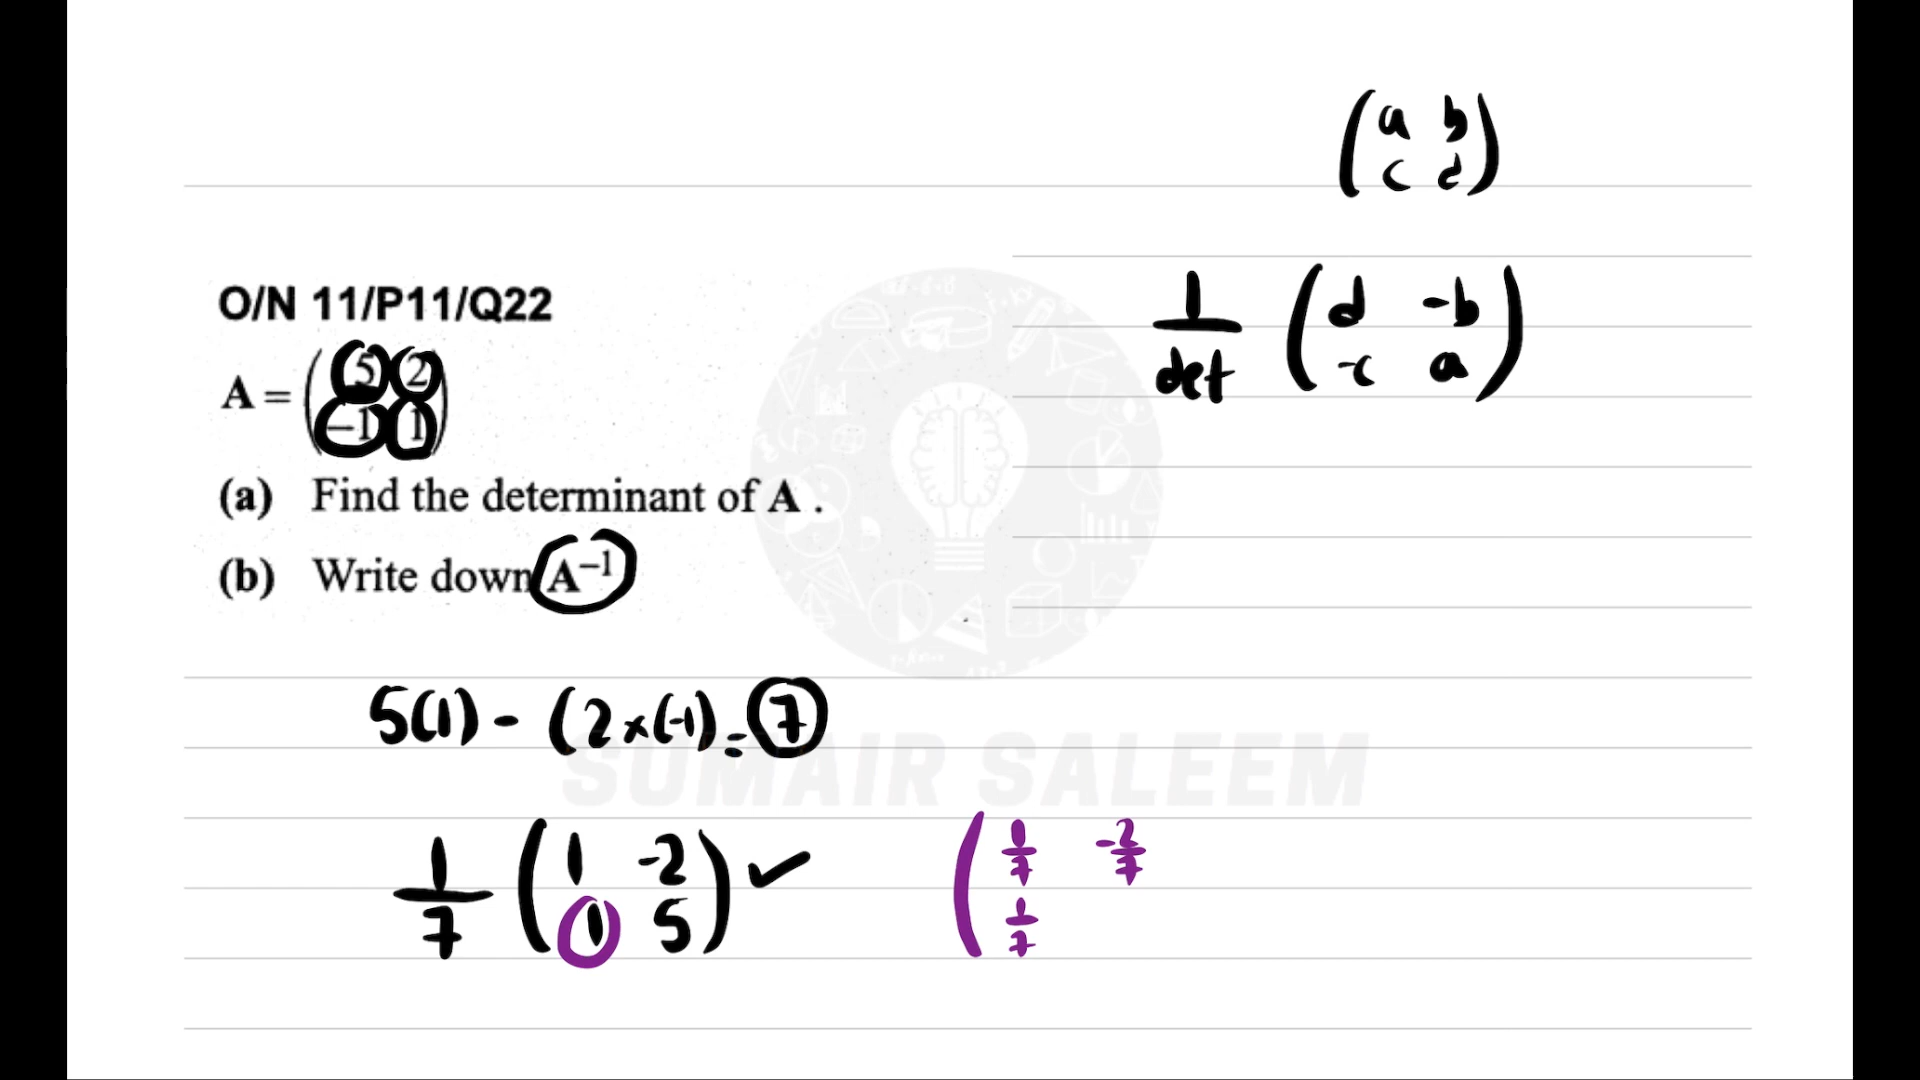 (a b
c d)
1/det (d -b
-c a)
O/N 11/P11/Q22
A = (5 2
-1 1)
(a) Find the determinant of A .
(b) Write down A⁻¹
5(1) - (2×(-1) = 7
SUMAIR SALEEM
1/7 (1 -2
1 5) ✓
(1/7 -2/7
1/7